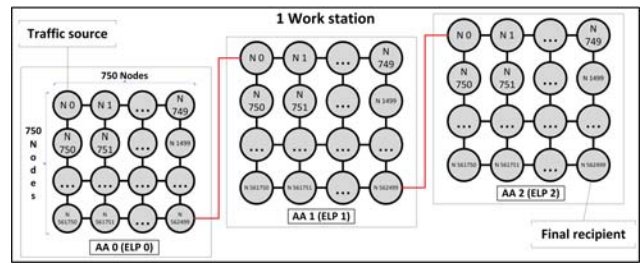 1 Work station
Traffic source
750 Nodes
750
N
o
d
e
s
N 0
N 1
...
N
749
N
750
N
751
...
N 1499
...
...
...
...
N
561750
N
561751
...
N
562499
AA 0 (ELP 0)
N 0
N 1
...
N
749
N
750
N
751
...
N 1499
...
...
...
...
N 561750
N 561751
...
N 562499
AA 1 (ELP 1)
N 0
N 1
...
N
749
N
750
N
751
...
N 1499
...
...
...
...
N 561750
N 561751
...
N 562499
AA 2 (ELP 2)
Final recipient